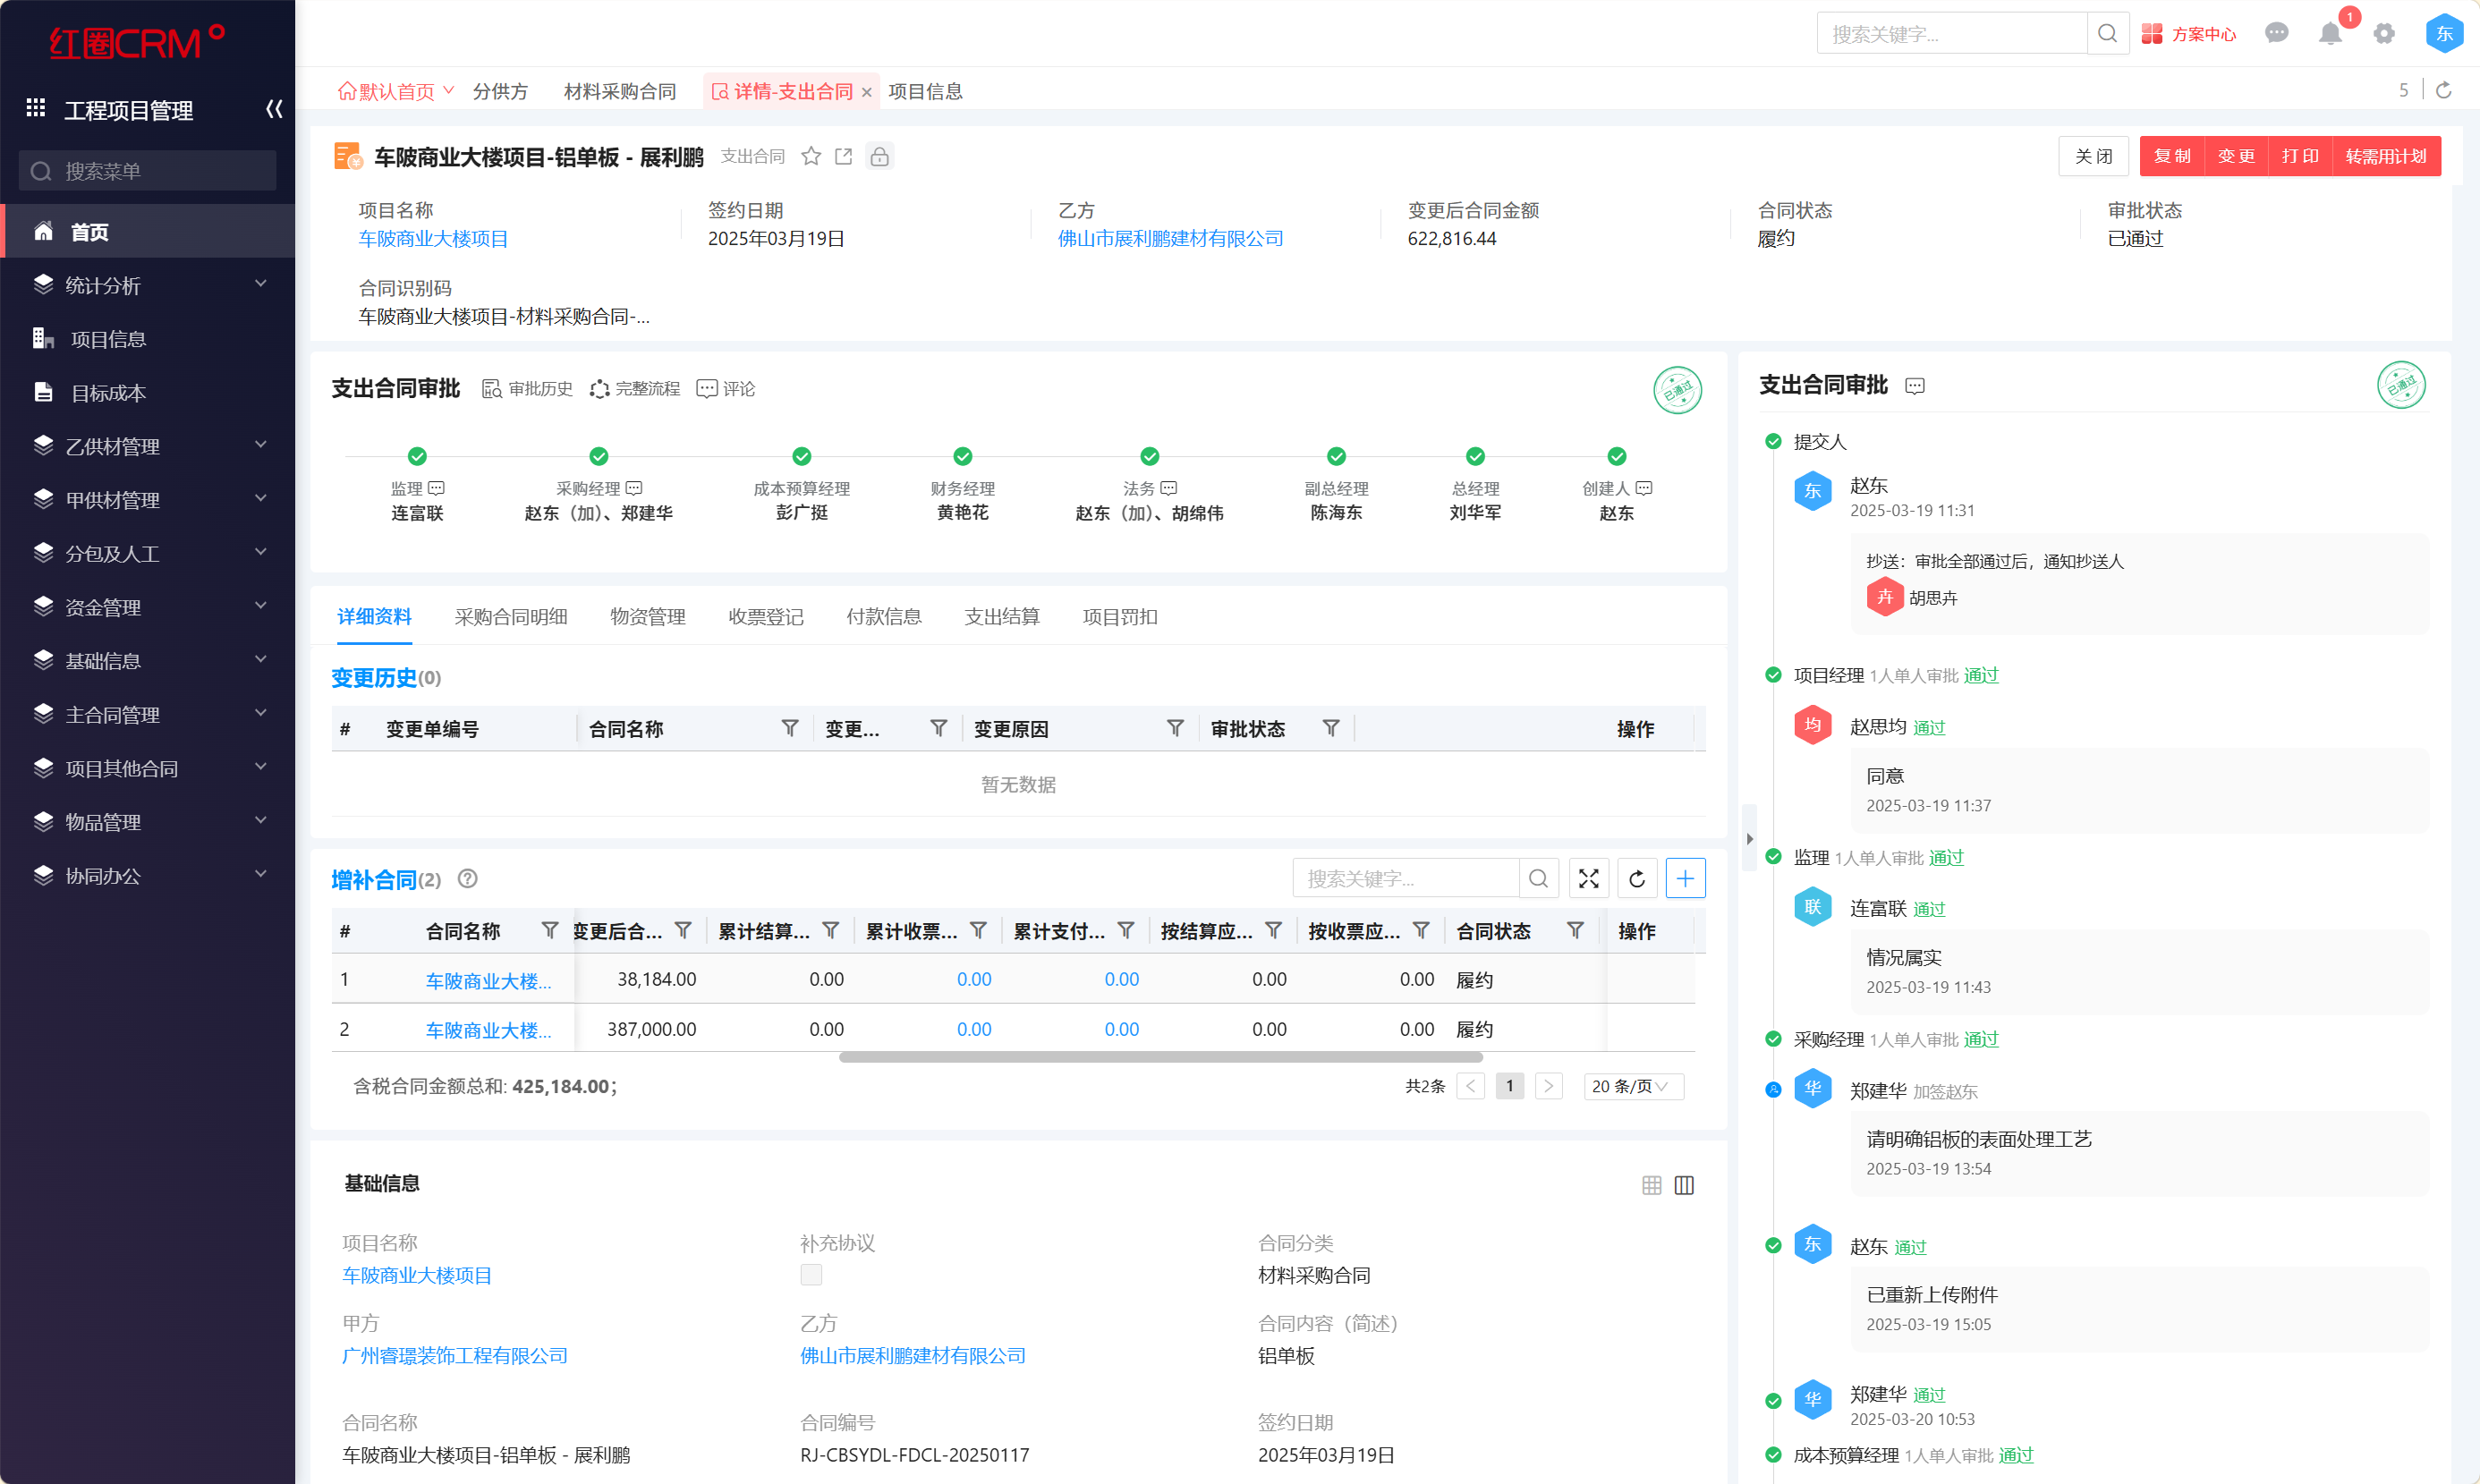 红圈CRM
搜索关键字...
方案中心
1
东
工程项目管理
默认首页
分供方
材料采购合同
详情-支出合同
项目信息
5
搜索菜单
首页
统计分析
项目信息
目标成本
乙供材管理
甲供材管理
分包及人工
资金管理
基础信息
主合同管理
项目其他合同
物品管理
协同办公
车陂商业大楼项目-铝单板 - 展利鹏
支出合同
关 闭
复 制
变 更
打 印
转需用计划
项目名称
车陂商业大楼项目
签约日期
2025年03月19日
乙方
佛山市展利鹏建材有限公司
变更后合同金额
622,816.44
合同状态
履约
审批状态
已通过
合同识别码
车陂商业大楼项目-材料采购合同-...
支出合同审批
审批历史
完整流程
评论
已通过
监理
连富联
采购经理
赵东（加）、郑建华
成本预算经理
彭广挺
财务经理
黄艳花
法务
赵东（加）、胡绵伟
副总经理
陈海东
总经理
刘华军
创建人
赵东
详细资料
采购合同明细
物资管理
收票登记
付款信息
支出结算
项目罚扣
变更历史(0)
# 变更单编号 合同名称 变更... 变更原因 审批状态 操作
暂无数据
增补合同(2)
搜索关键字...
# 合同名称 变更后合... 累计结算... 累计收票... 累计支付... 按结算应... 按收票应... 合同状态 操作
1 车陂商业大楼... 38,184.00 0.00 0.00 0.00 0.00 0.00 履约
2 车陂商业大楼... 387,000.00 0.00 0.00 0.00 0.00 0.00 履约
含税合同金额总和: 425,184.00；
共2条
1
20 条/页
基础信息
项目名称
车陂商业大楼项目
补充协议
合同分类
材料采购合同
甲方
广州睿璟装饰工程有限公司
乙方
佛山市展利鹏建材有限公司
合同内容（简述）
铝单板
合同名称
车陂商业大楼项目-铝单板 - 展利鹏
合同编号
RJ-CBSYDL-FDCL-20250117
签约日期
2025年03月19日
支出合同审批
已通过
提交人
东
赵东
2025-03-19 11:31
抄送：审批全部通过后，通知抄送人
卉
胡思卉
项目经理 1人单人审批 通过
均
赵思均 通过
同意
2025-03-19 11:37
监理 1人单人审批 通过
联
连富联 通过
情况属实
2025-03-19 11:43
采购经理 1人单人审批 通过
华
郑建华 加签赵东
请明确铝板的表面处理工艺
2025-03-19 13:54
东
赵东 通过
已重新上传附件
2025-03-19 15:05
华
郑建华 通过
2025-03-20 10:53
成本预算经理 1人单人审批 通过